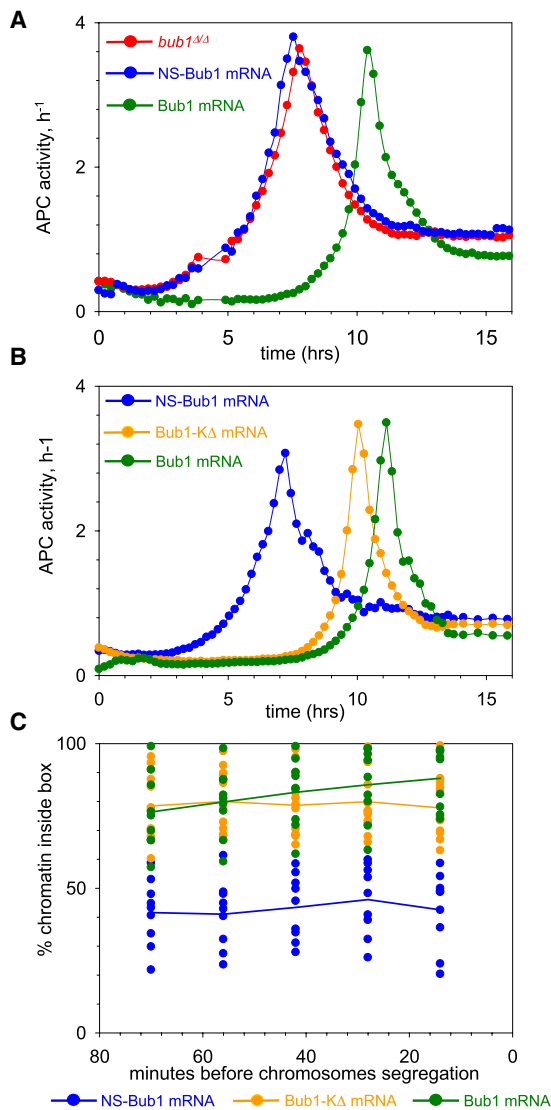 A
4
bub1Δ/Δ
NS-Bub1 mRNA
Bub1 mRNA
APC activity, h-1
2
0
0 5 10 15
time (hrs)
B
4
NS-Bub1 mRNA
Bub1-KΔ mRNA
Bub1 mRNA
APC activity, h-1
2
0
0 5 10 15
time (hrs)
C
100
% chromatin inside box
50
0
80 60 40 20 0
minutes before chromosomes segregation
NS-Bub1 mRNA Bub1-KΔ mRNA Bub1 mRNA